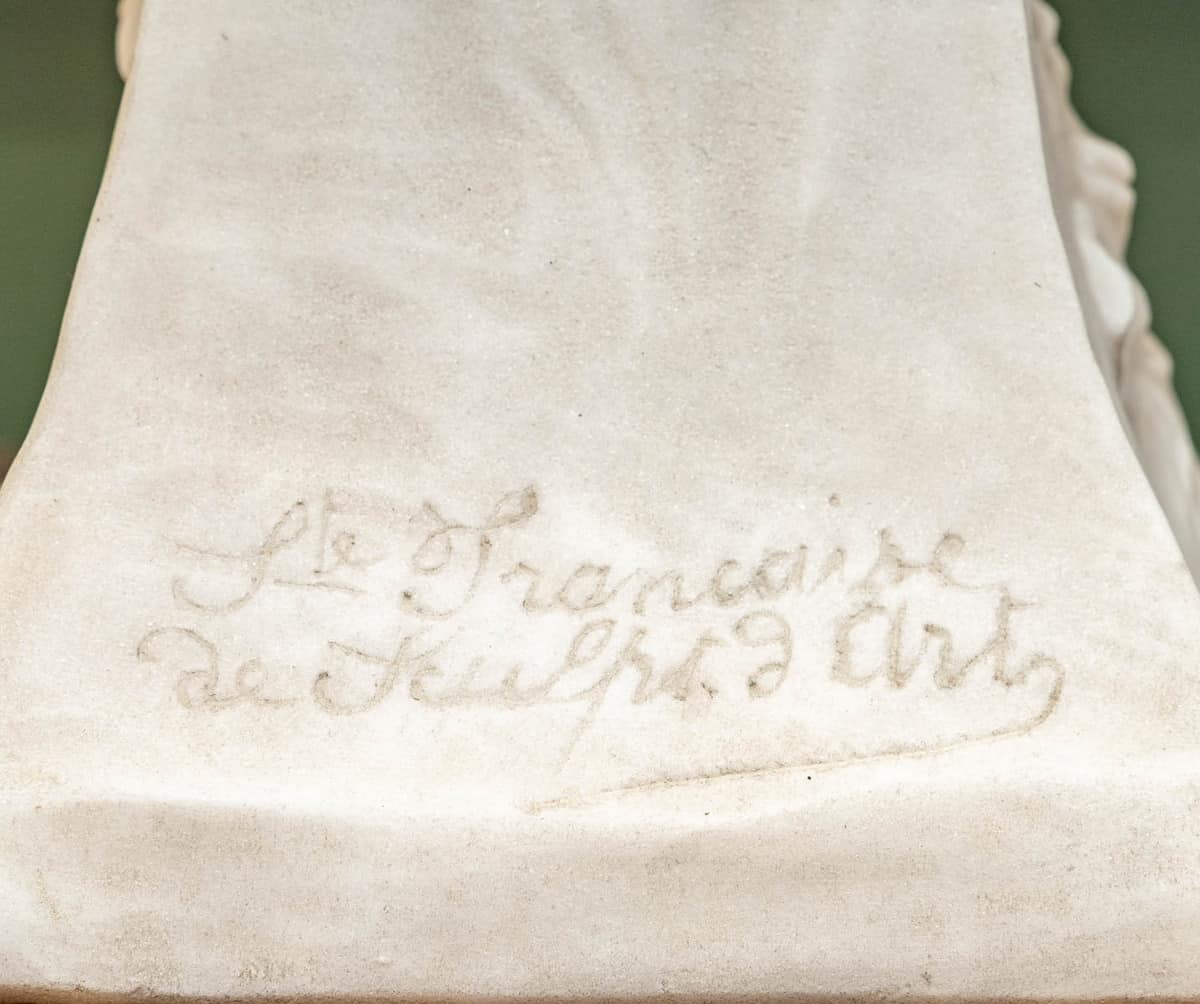 Ste Francaise
de Sculpt. d Art